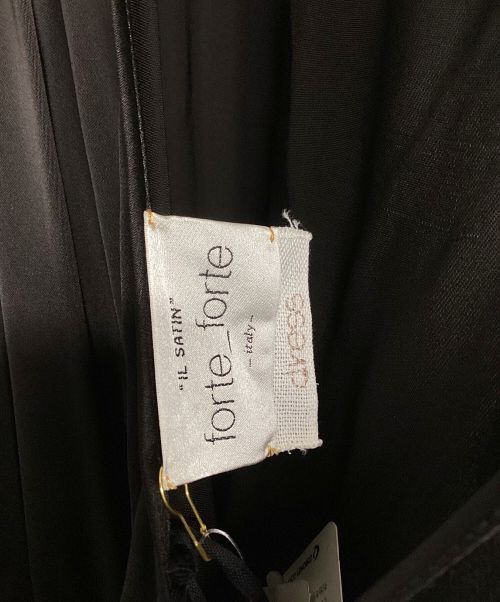 "IL SATIN"
forte_forte
– italy –
dress